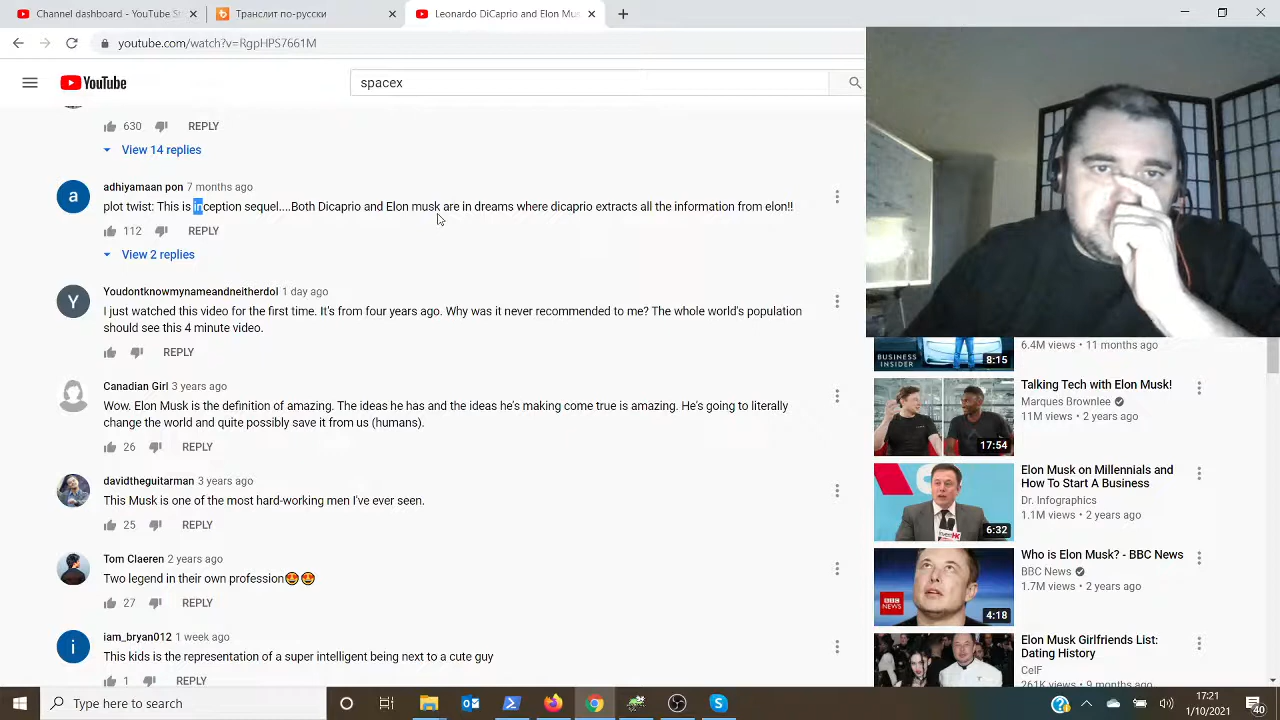 Daniel Chambers - YouTube
Транслит по-русски
Leonardo DiCaprio and Elon Mus
youtube.com/watch?v=RgpHPS7661M
YouTube
spacex
630
REPLY
View 14 replies
adhiyamaan pon 7 months ago
plot twist: This is inception sequel....Both Dicaprio and Elon musk are in dreams where dicaprio extracts all the information from elon!!
112
REPLY
View 2 replies
Youdontknowmynameandneitherdol 1 day ago
I just watched this video for the first time. It's from four years ago. Why was it never recommended to me? The whole world's population
should see this 4 minute video.
REPLY
Canadian Girl 3 years ago
Wow. Elon Musk is the definition of amazing. The ideas he has and the ideas he's making come true is amazing. He's going to literally
change the world and quite possibly save it from us (humans).
26
REPLY
davidtheguitarman 3 years ago
This Musk is one of the most hard-working men I've ever seen.
25
REPLY
Tom Claeren 2 years ago
Two legend in their own profession😍😍
27
REPLY
iam_bryan012 1 week ago
This kids is the representation of a super intelligent being next to a cute guy
1
REPLY
BUSINESS
INSIDER
8:15
6.4M views • 11 months ago
17:54
Talking Tech with Elon Musk!
Marques Brownlee
11M views • 2 years ago
6:32
Elon Musk on Millennials and
How To Start A Business
Dr. Infographics
1.1M views • 2 years ago
BBC
NEWS
4:18
Who is Elon Musk? - BBC News
BBC News
1.7M views • 2 years ago
Elon Musk Girlfriends List:
Dating History
CelF
261K views • 9 months ago
Type here to search
1/10/2021
40